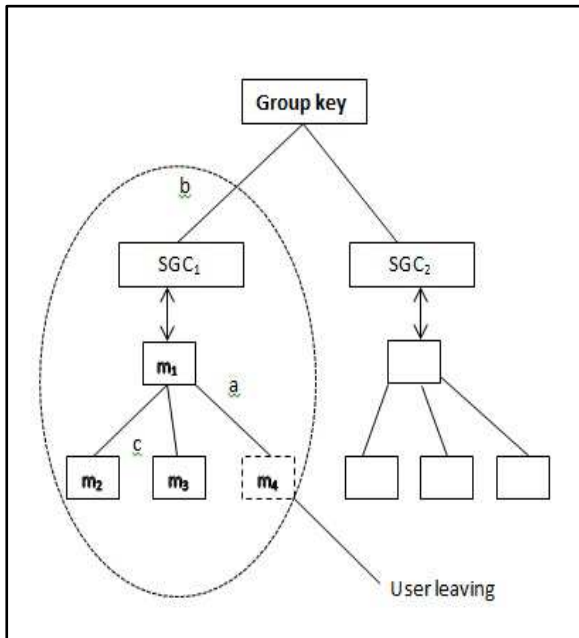 Group key
b
SGC₁
SGC₂
m₁
a
c
m₂
m₃
m₄
User leaving